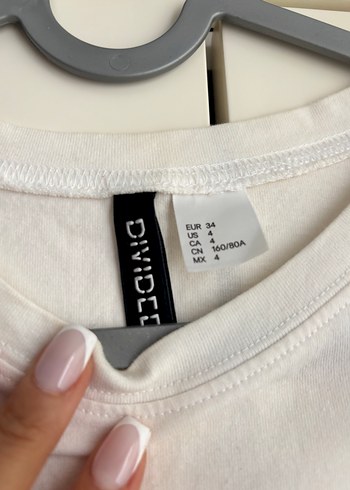 DIVIDED
EUR 34
US 4
CA 4
CN 160/80A
MX 4